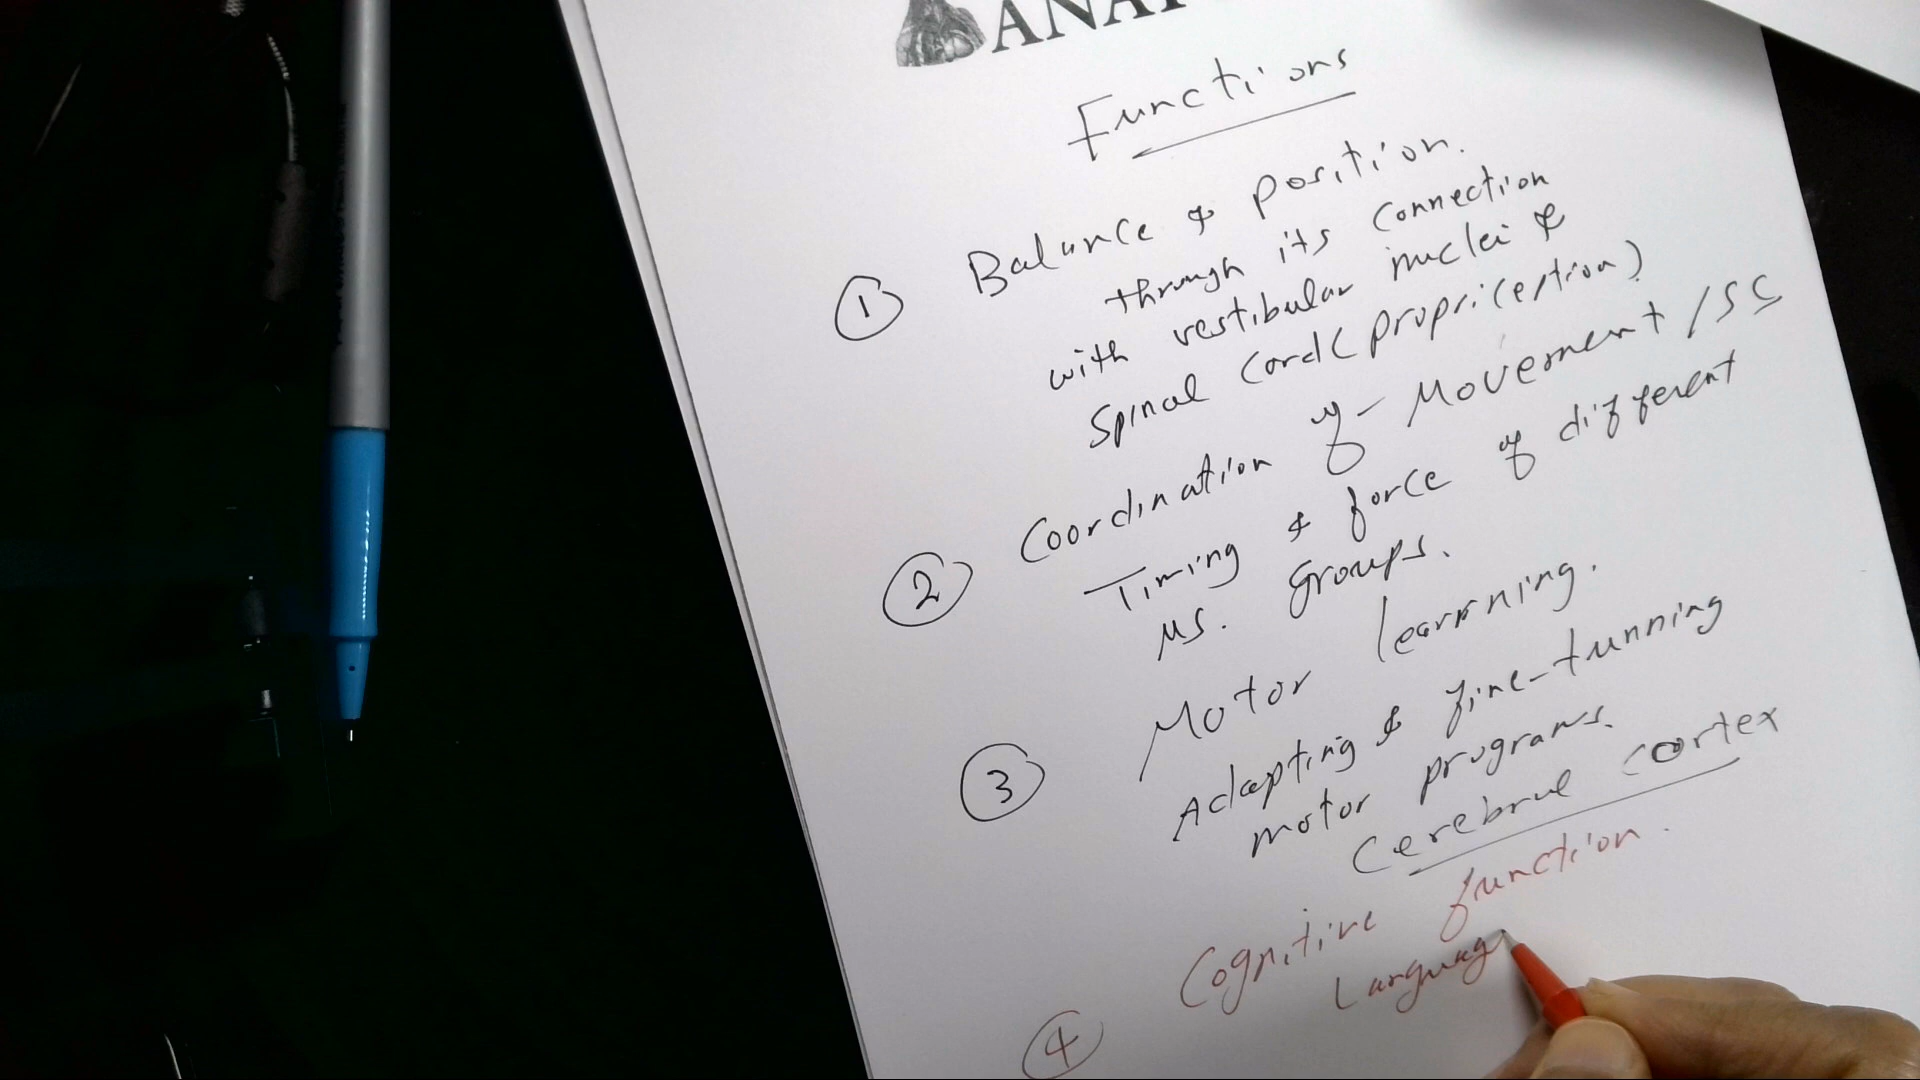 ANA
Functions
① Balance & position.
through its connection
with vestibular nuclei &
Spinal Cord (propriception)
② Coordination of Movement / SC
Timing & force of different
Ms. groups.
③ Motor learning.
Adapting & fine-tunning
motor programs.
Cerebral cortex
④ Cognitive function.
Languag